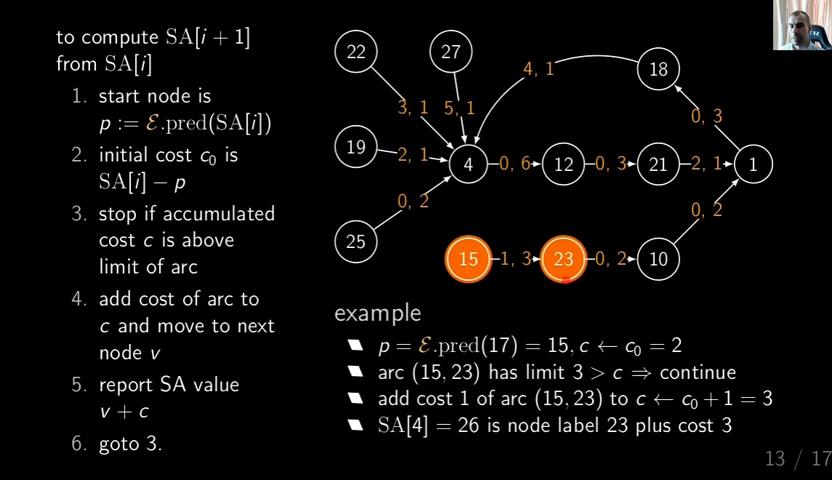 to compute SA[i + 1]
from SA[i]
1. start node is
p := ℰ.pred(SA[i])
2. initial cost c₀ is
SA[i] − p
3. stop if accumulated
cost c is above
limit of arc
4. add cost of arc to
c and move to next
node v
5. report SA value
v + c
6. goto 3.
22
27
18
4, 1
3, 1
5, 1
0, 3
19
2, 1
4
0, 6
12
0, 3
21
2, 1
1
0, 2
0, 2
25
15
1, 3
23
0, 2
10
example
p = ℰ.pred(17) = 15, c ← c₀ = 2
arc (15, 23) has limit 3 > c ⇒ continue
add cost 1 of arc (15, 23) to c ← c₀ + 1 = 3
SA[4] = 26 is node label 23 plus cost 3
13 / 17